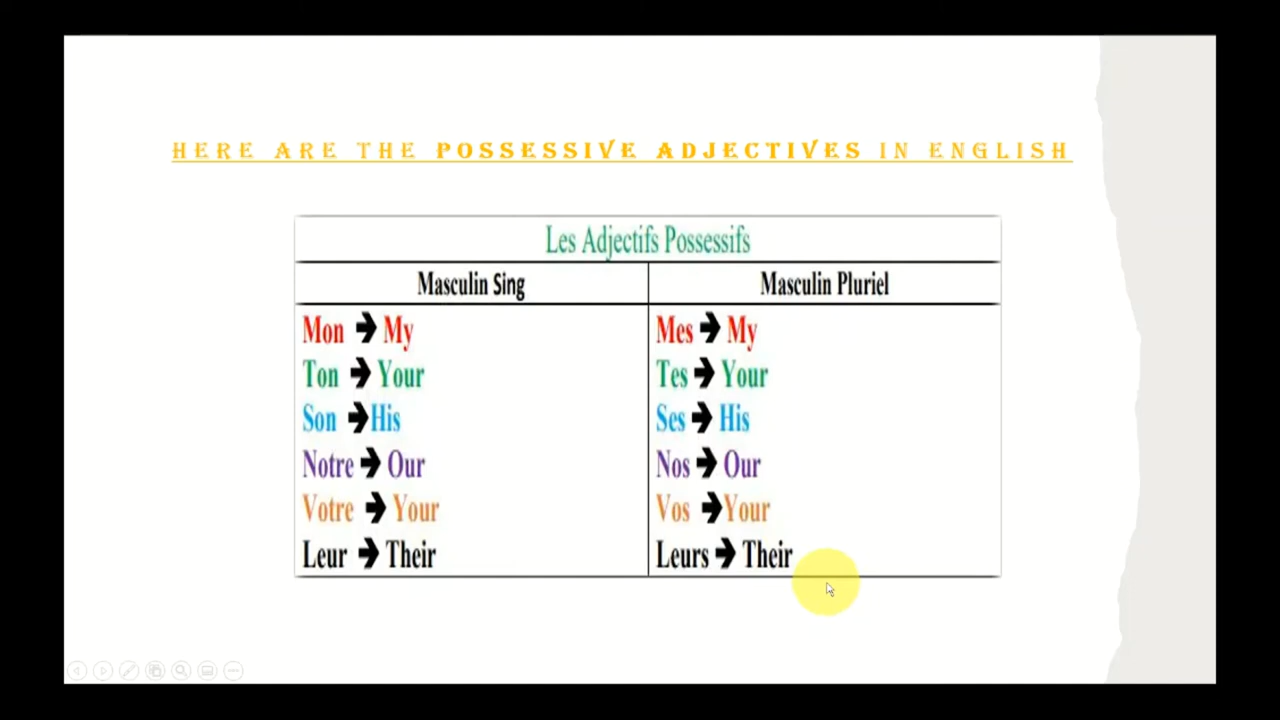 HERE ARE THE POSSESSIVE ADJECTIVES IN ENGLISH
Les Adjectifs Possessifs
Masculin Sing Masculin Pluriel
Mon → My Mes → My
Ton → Your Tes → Your
Son → His Ses → His
Notre → Our Nos → Our
Votre → Your Vos → Your
Leur → Their Leurs → Their